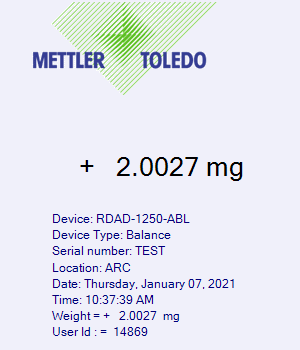 METTLER TOLEDO
+ 2.0027 mg
Device: RDAD-1250-ABL
Device Type: Balance
Serial number: TEST
Location: ARC
Date: Thursday, January 07, 2021
Time: 10:37:39 AM
Weight = + 2.0027 mg
User Id : = 14869